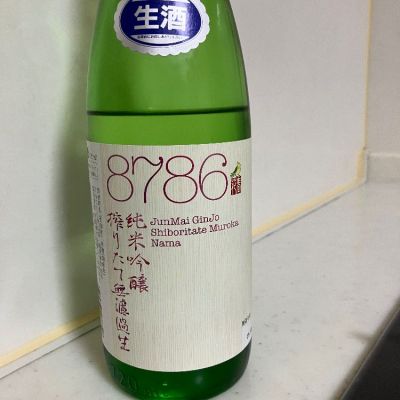 生酒
8786
JunMai GinJo
Shiboritate Muroka
Nama
純米吟醸
搾りたて無濾過生